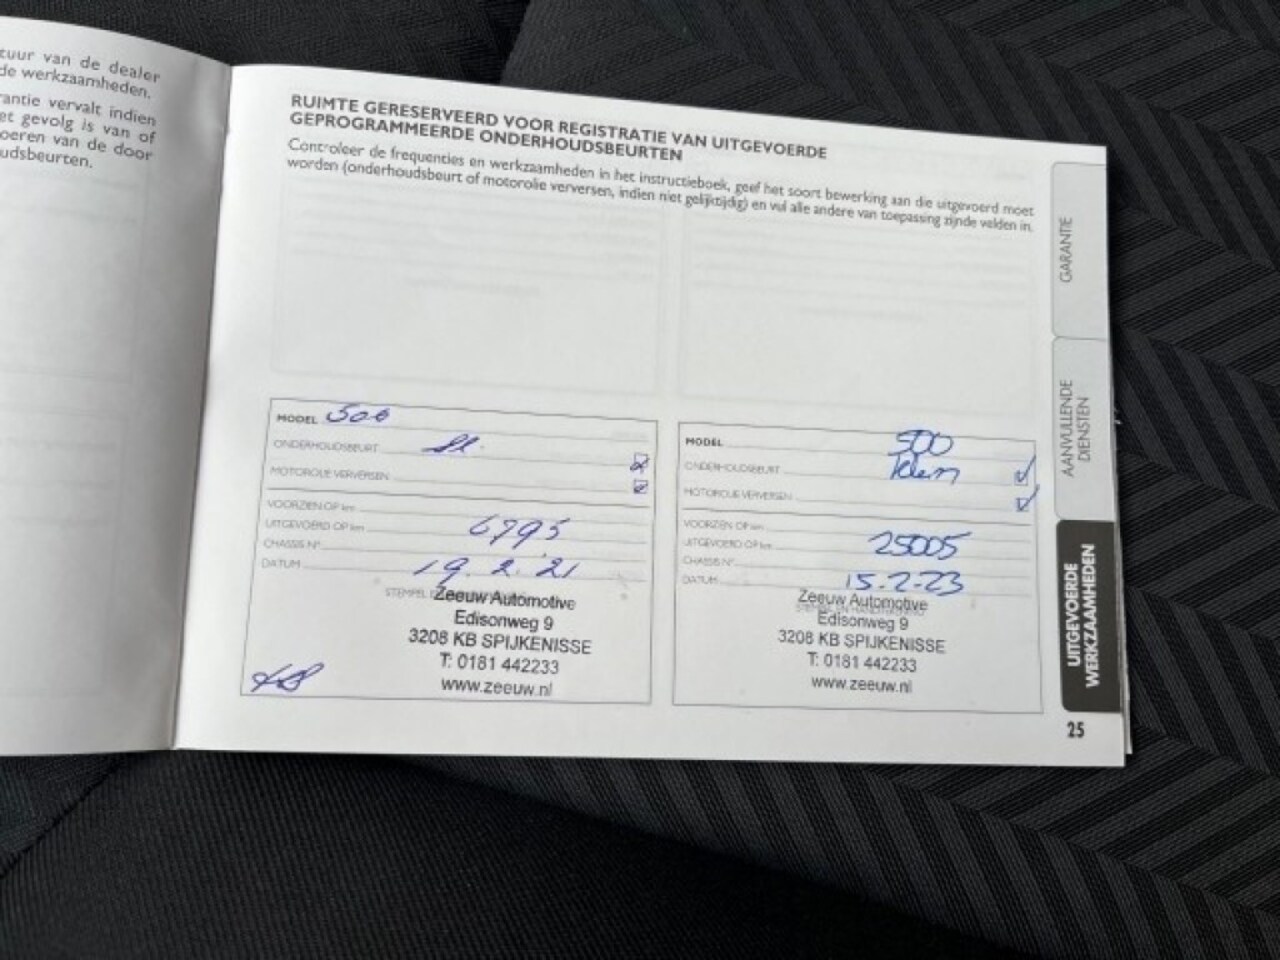 tuur van de dealer
de werkzaamheden.
antie vervalt indien
et gevolg is van of
oeren van de door
udsbeurten.
RUIMTE GERESERVEERD VOOR REGISTRATIE VAN UITGEVOERDE
GEPROGRAMMEERDE ONDERHOUDSBEURTEN
Controleer de frequenties en werkzaamheden in het instructieboek, geef het soort bewerking aan die uitgevoerd moet
worden (onderhoudsbeurt of motorolie verversen, indien niet gelijktijdig) en vul alle andere van toepassing zijnde velden in.
MODEL 500
ONDERHOUDSBEURT
MOTOROLIE VERVERSEN
VOORZIEN OP km
UITGEVOERD OP km 6795
CHASSIS N°
DATUM 19.2.21
STEMPEL
Zeeuw Automotive
Edisonweg 9
3208 KB SPIJKENISSE
T: 0181 442233
www.zeeuw.nl
MODEL 500
ONDERHOUDSBEURT klein
MOTOROLIE VERVERSEN
VOORZIEN OP km
UITGEVOERD OP km 25005
CHASSIS N°
DATUM 15-2-23
STEMPEL EN HANDTEKENING
Zeeuw Automotive
Edisonweg 9
3208 KB SPIJKENISSE
T: 0181 442233
www.zeeuw.nl
GARANTIE
AANVULLENDE
DIENSTEN
UITGEVOERDE
WERKZAAMHEDEN
25